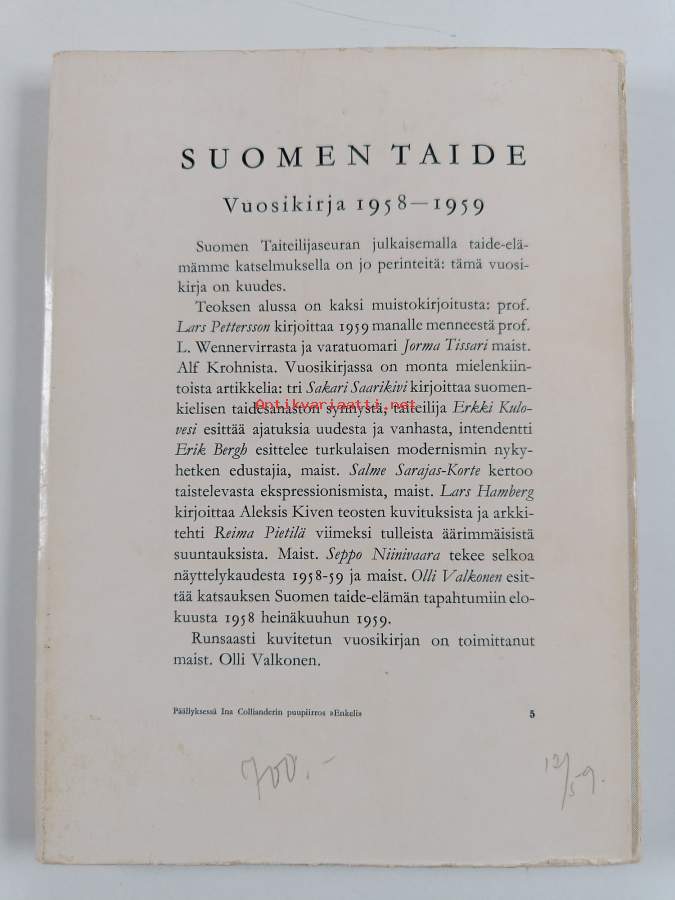 SUOMEN TAIDE
Vuosikirja 1958—1959
Suomen Taiteilijaseuran julkaisemalla taide-elä-
mämme katselmuksella on jo perinteitä: tämä vuosi-
kirja on kuudes.
Teoksen alussa on kaksi muistokirjoitusta: prof.
Lars Pettersson kirjoittaa 1959 manalle menneestä prof.
L. Wennervirrasta ja varatuomari Jorma Tissari maist.
Alf Krohnista. Vuosikirjassa on monta mielenkiin-
toista artikkelia: tri Sakari Saarikivi kirjoittaa suomen-
Antikvariaatti.net
kielisen taidesanaston synnystä, taiteilija Erkki Kulo-
vesi esittää ajatuksia uudesta ja vanhasta, intendentti
Erik Bergh esittelee turkulaisen modernismin nyky-
hetken edustajia, maist. Salme Sarajas-Korte kertoo
taistelevasta ekspressionismista, maist. Lars Hamberg
kirjoittaa Aleksis Kiven teosten kuvituksista ja arkki-
tehti Reima Pietilä viimeksi tulleista äärimmäisistä
suuntauksista. Maist. Seppo Niinivaara tekee selkoa
näyttelykaudesta 1958-59 ja maist. Olli Valkonen esit-
tää katsauksen Suomen taide-elämän tapahtumiin elo-
kuusta 1958 heinäkuuhun 1959.
Runsaasti kuvitetun vuosikirjan on toimittanut
maist. Olli Valkonen.
Päällyksessä Ina Collianderin puupiirros »Enkeli» 5
700.-
12/59.